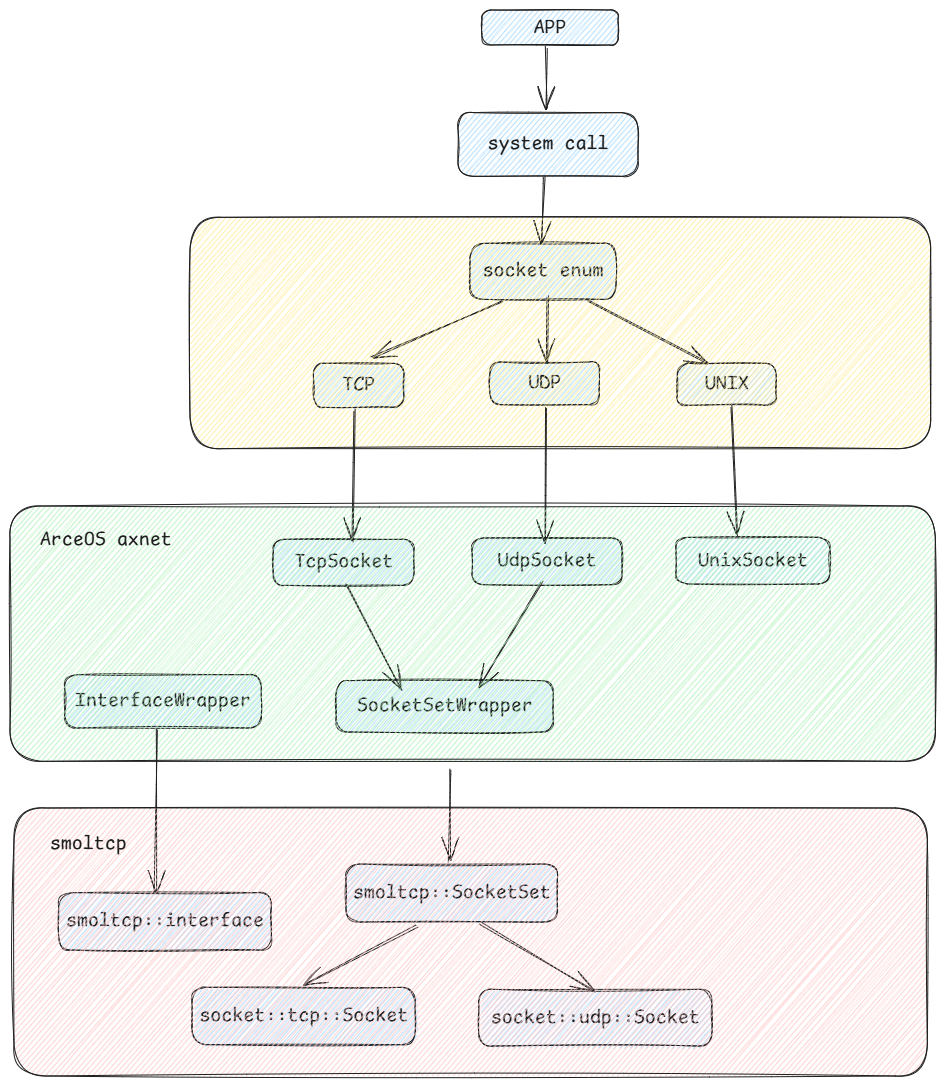 APP
system call
socket enum
TCP
UDP
UNIX
ArceOS axnet
TcpSocket
UdpSocket
UnixSocket
InterfaceWrapper
SocketSetWrapper
smoltcp
smoltcp::SocketSet
smoltcp::interface
socket::tcp::Socket
socket::udp::Socket